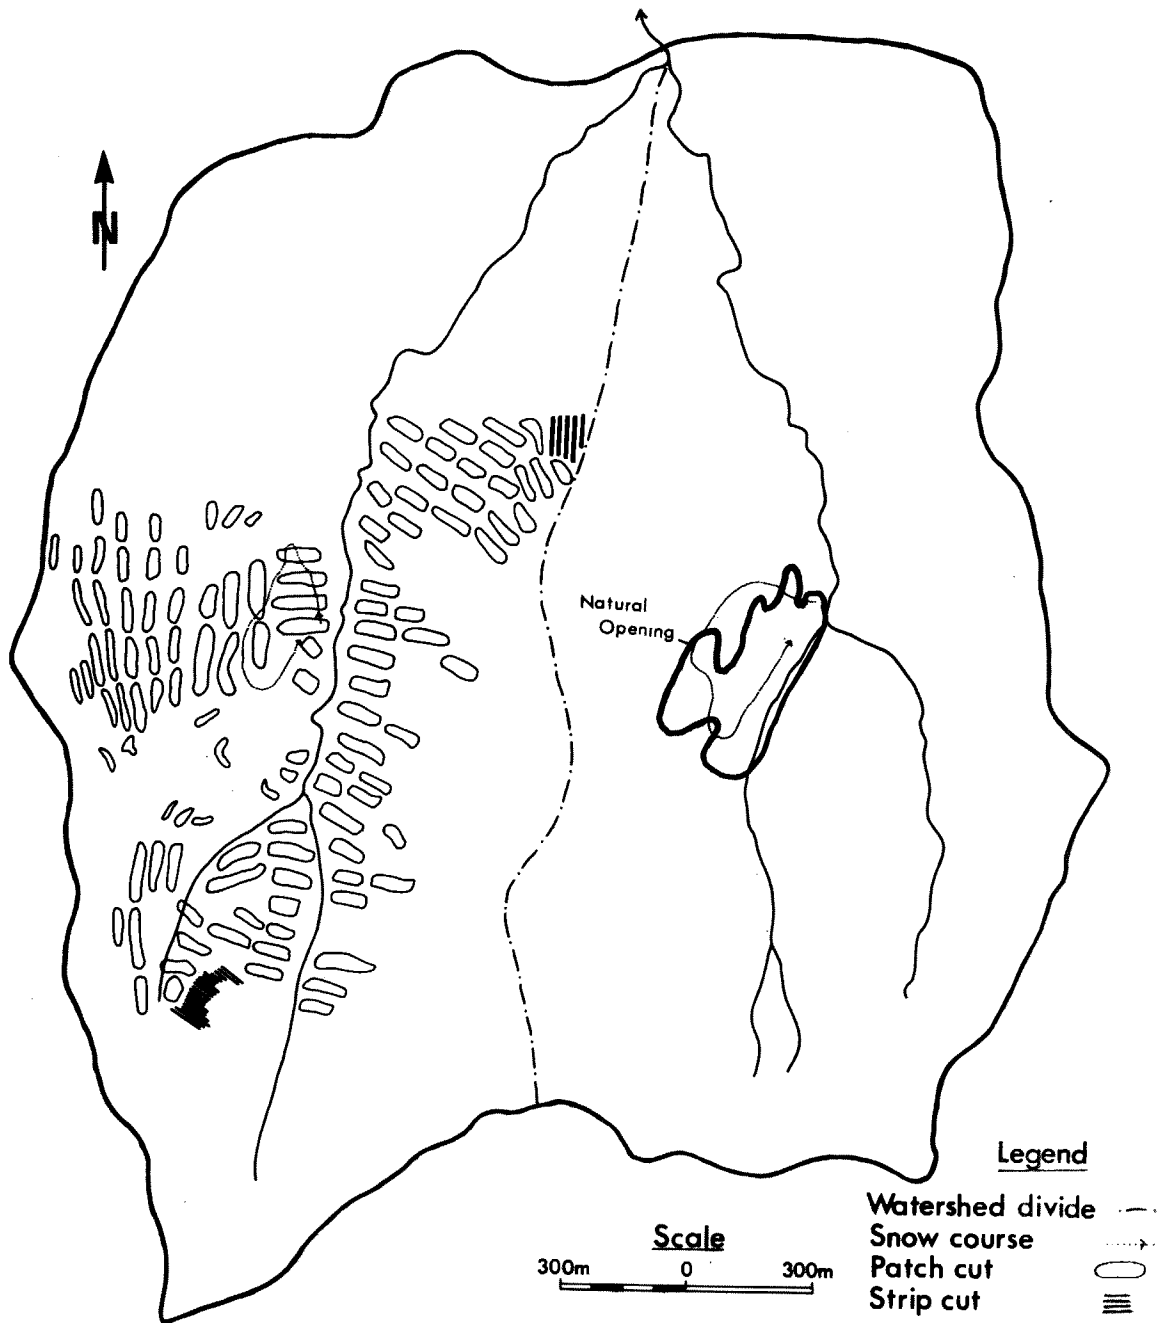 N
Natural
Opening
Legend
Watershed divide
Snow course
Patch cut
Strip cut
Scale
300m 0 300m